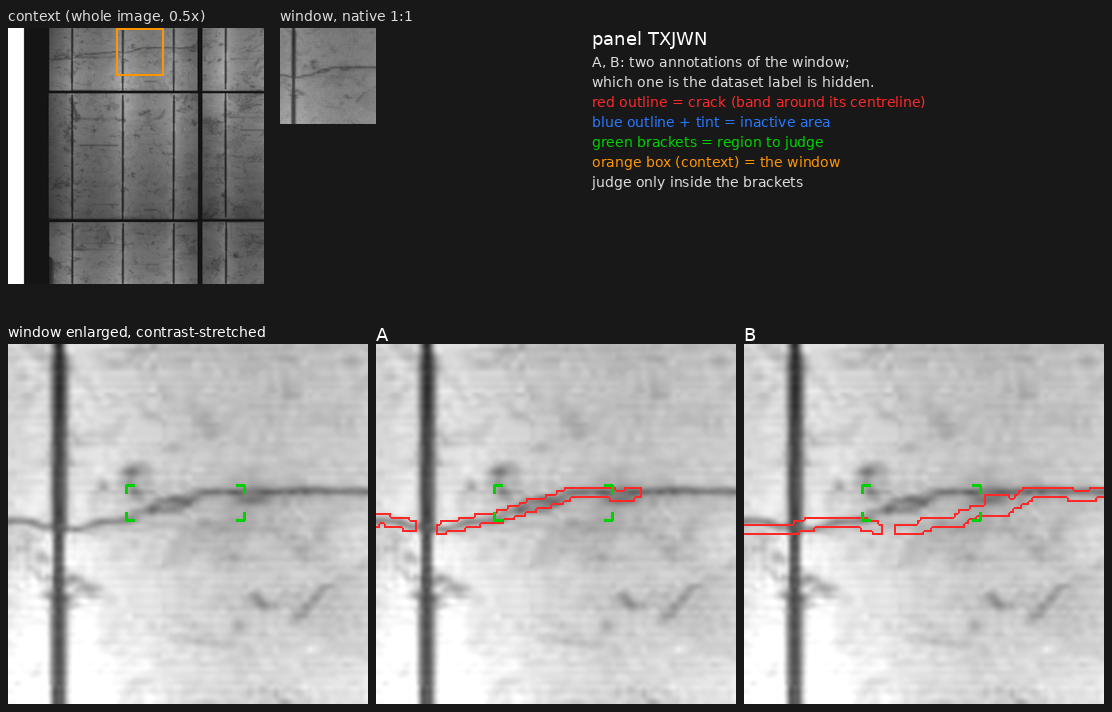 context (whole image, 0.5x)
window, native 1:1
panel TXJWN
A, B: two annotations of the window;
which one is the dataset label is hidden.
red outline = crack (band around its centreline)
blue outline + tint = inactive area
green brackets = region to judge
orange box (context) = the window
judge only inside the brackets
window enlarged, contrast-stretched
A
B